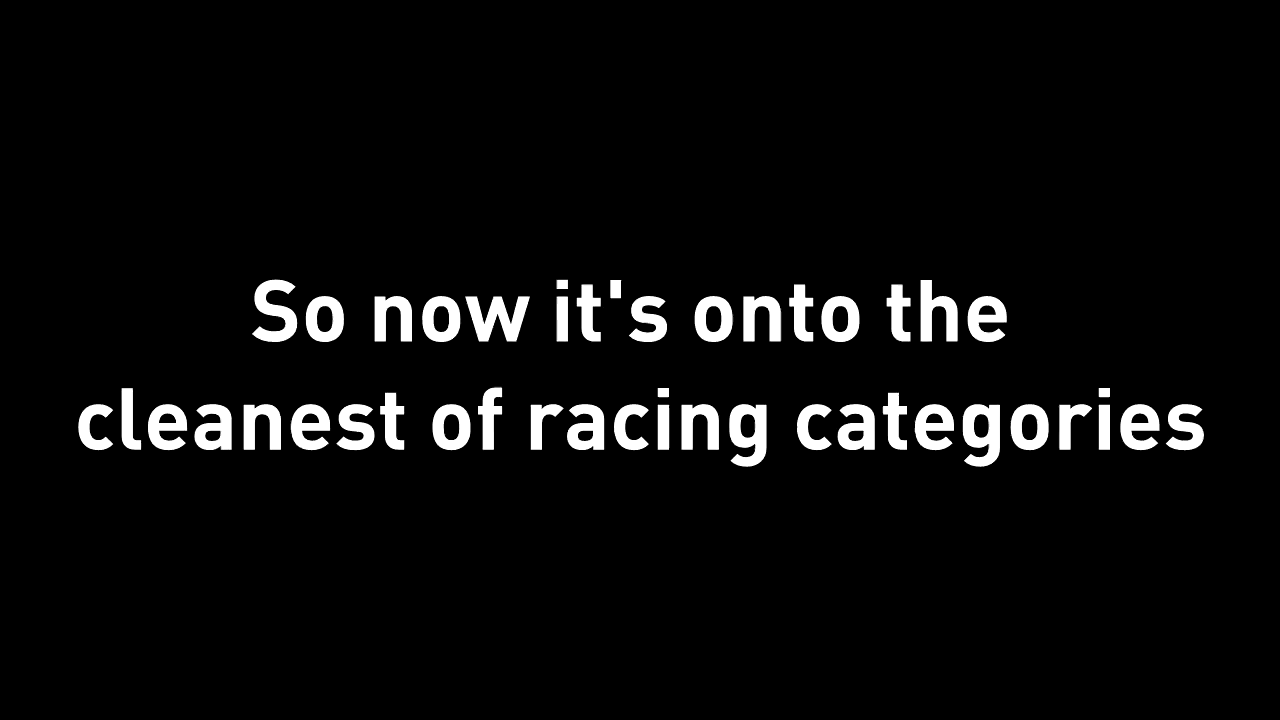 So now it's onto the
cleanest of racing categories